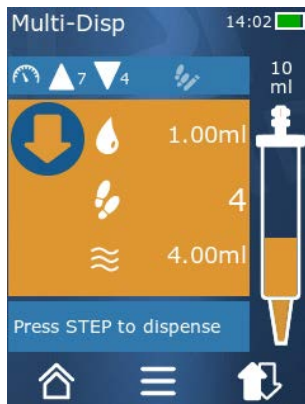 Multi-Disp 14:02
7 4
10
ml
1.00ml
4
4.00ml
Press STEP to dispense